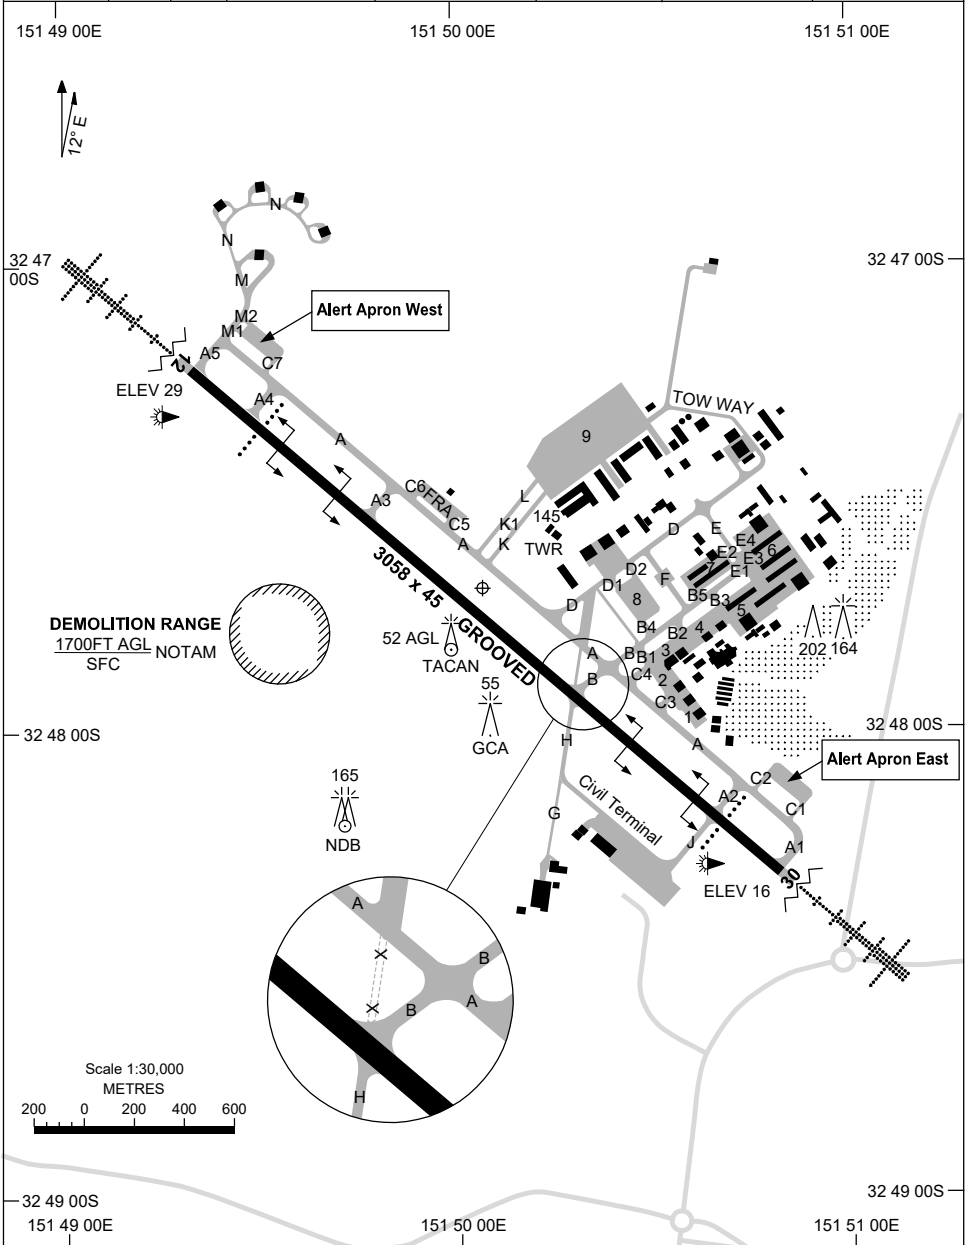 151 49 00E
151 50 00E
151 51 00E
12° E
N
N
32 47
00S
32 47 00S
M
Alert Apron West
M2
M1
A5
12
C7
ELEV 29
A4
TOW WAY
A
9
C6
FRA
L
A3
145
C5
K1
D
E
A
K
TWR
E4
E2
E3
6
3058 x 45
D2
7
E1
F
D1
B5
B3
8
5
D
DEMOLITION RANGE
1700FT AGL
SFC
NOTAM
GROOVED
52 AGL
TACAN
B4
B2
4
202
164
A
B
B1
3
B
C4
2
55
C3
1
GCA
32 48 00S
32 48 00S
H
A
Alert Apron East
165
NDB
C2
Civil Terminal
A2
C1
G
J
A1
ELEV 16
30
A
X
B
A
B
X
H
Scale 1:30,000
METRES
200
0
200
400
600
32 49 00S
32 49 00S
151 49 00E
151 50 00E
151 51 00E